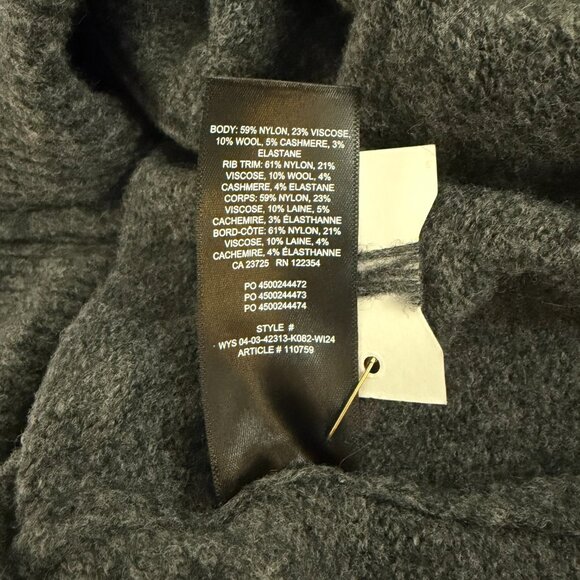 BODY: 59% NYLON, 23% VISCOSE,
10% WOOL, 5% CASHMERE, 3%
ELASTANE
RIB TRIM: 61% NYLON, 21%
VISCOSE, 10% WOOL, 4%
CASHMERE, 4% ELASTANE
CORPS: 59% NYLON, 23%
VISCOSE, 10% LAINE, 5%
CACHEMIRE, 3% ÉLASTHANNE
BORD-CÔTE: 61% NYLON, 21%
VISCOSE, 10% LAINE, 4%
CACHEMIRE, 4% ÉLASTHANNE
CA 23725 RN 122354
PO 4500244472
PO 4500244473
PO 4500244474
STYLE #
WYS 04-03-42313-K082-WI24
ARTICLE # 110759